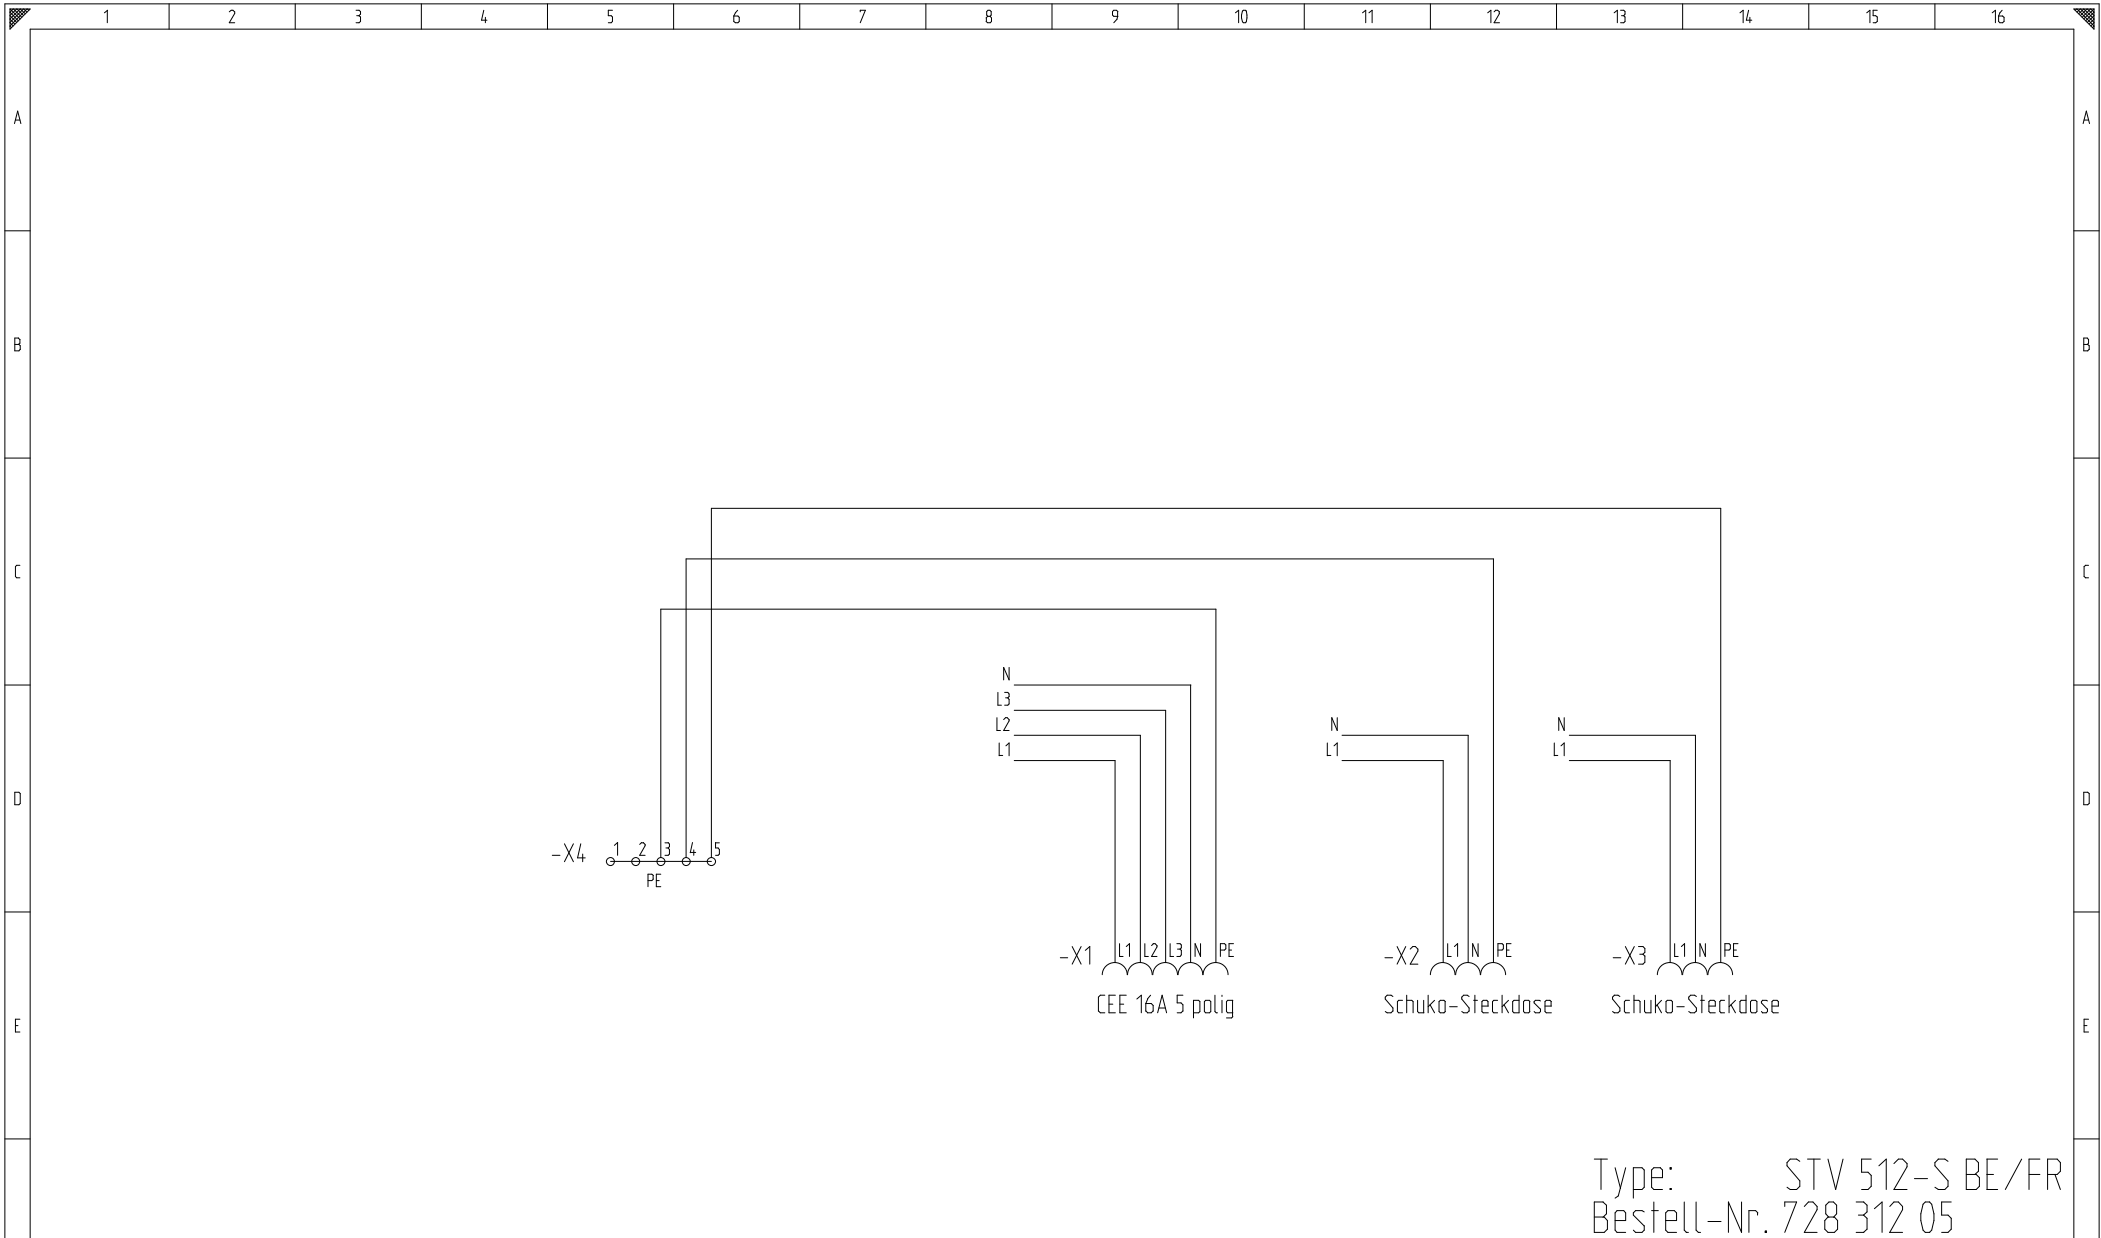 1 2 3 4 5 6 7 8 9 10 11 12 13 14 15 16
A A
B B
C C
N
L3
L2 N N
L1 L1 L1
D D
-X4 1 2 3 4 5
PE
-X1 L1 L2 L3 N PE -X2 L1 N PE -X3 L1 N PE
CEE 16A 5 polig Schuko-Steckdose Schuko-Steckdose
E E
Type: STV 512-S BE/FR
Bestell-Nr. 728 312 05